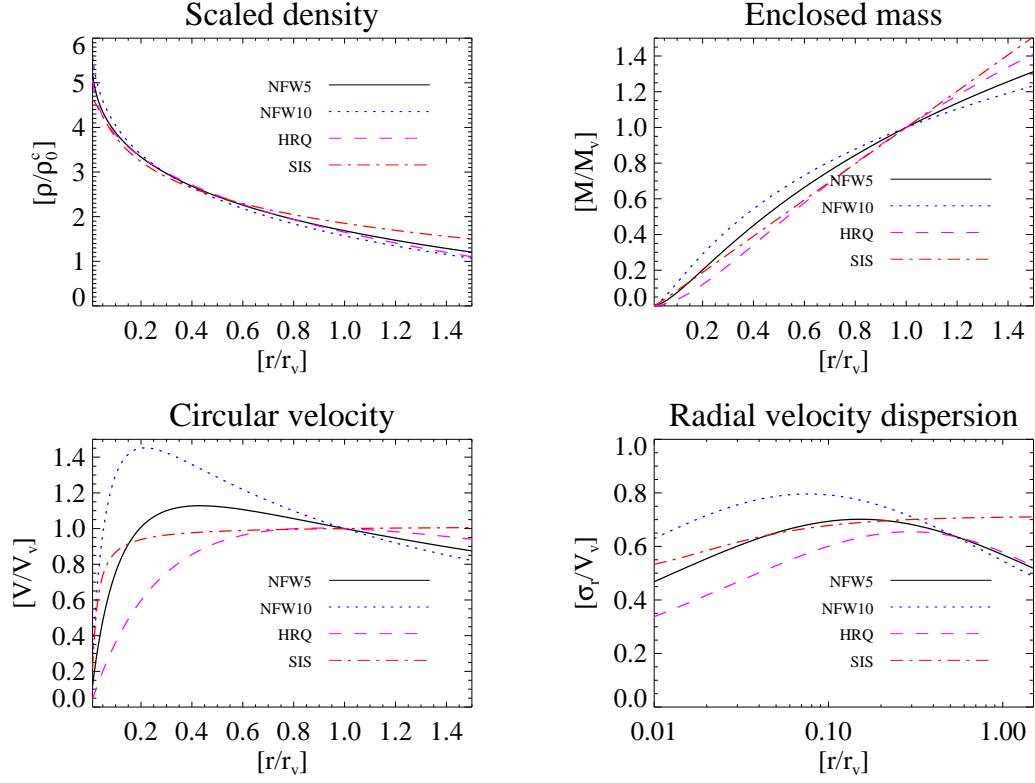 Scaled density
6
5
4
3
2
1
0
[ρ/ρ₀ᶜ]
NFW5
NFW10
HRQ
SIS
0.2 0.4 0.6 0.8 1.0 1.2 1.4
[r/rᵥ]
Enclosed mass
1.4
1.2
1.0
0.8
0.6
0.4
0.2
0.0
[M/Mᵥ]
NFW5
NFW10
HRQ
SIS
0.2 0.4 0.6 0.8 1.0 1.2 1.4
[r/rᵥ]
Circular velocity
1.4
1.2
1.0
0.8
0.6
0.4
0.2
0.0
[V/Vᵥ]
NFW5
NFW10
HRQ
SIS
0.2 0.4 0.6 0.8 1.0 1.2 1.4
[r/rᵥ]
Radial velocity dispersion
1.0
0.8
0.6
0.4
0.2
0.0
[σᵣ/Vᵥ]
NFW5
NFW10
HRQ
SIS
0.01 0.10 1.00
[r/rᵥ]